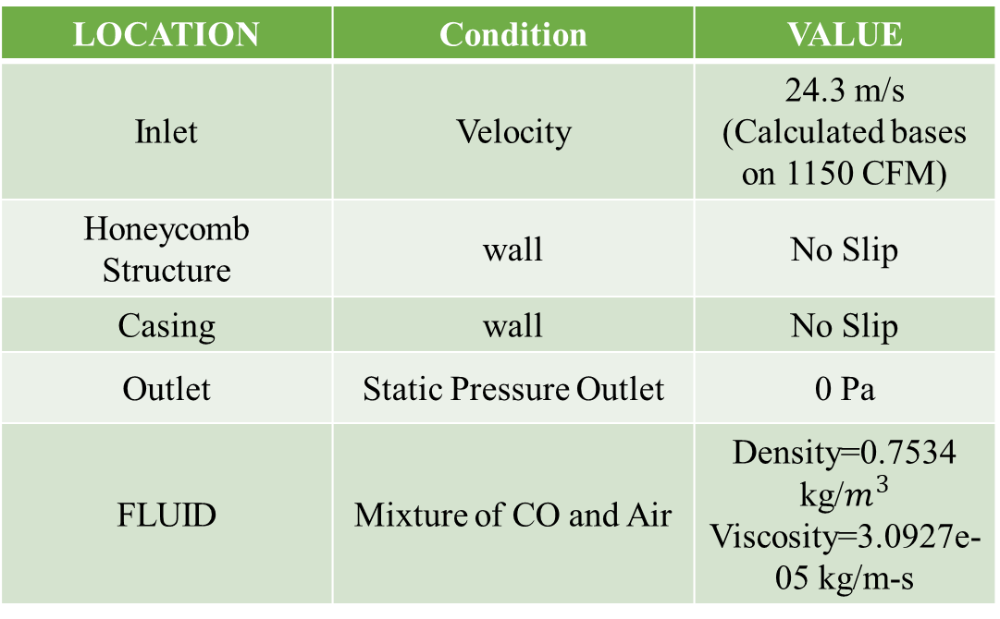 LOCATION Condition VALUE
Inlet Velocity 24.3 m/s
(Calculated bases
on 1150 CFM)
Honeycomb
Structure wall No Slip
Casing wall No Slip
Outlet Static Pressure Outlet 0 Pa
FLUID Mixture of CO and Air Density=0.7534
kg/m³
Viscosity=3.0927e-
05 kg/m-s